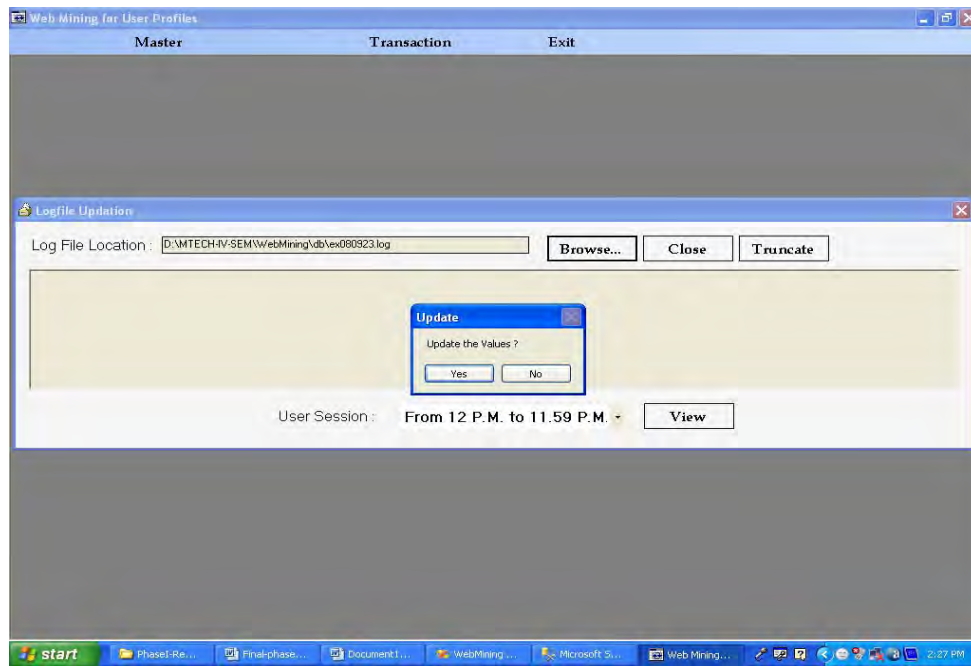 Web Mining for User Profiles
Master Transaction Exit
Logfile Updation
Log File Location : D:\MTECH-IV-SEM\WebMining\db\ex080923.log Browse... Close Truncate
Update
Update the Values ?
Yes No
User Session : From 12 P.M. to 11.59 P.M. View
start Phase1-Re... Final-phase... Document1... WebMining ... Microsoft S... Web Mining... 2:27 PM